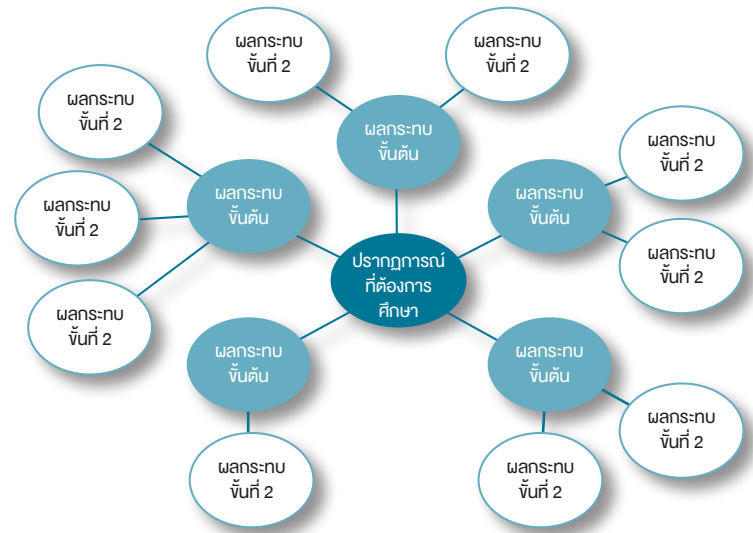 ผลกระทบ
ขั้นที่ 2
ผลกระทบ
ขั้นที่ 2
ผลกระทบ
ขั้นที่ 2
ผลกระทบ
ขั้นต้น
ผลกระทบ
ขั้นที่ 2
ผลกระทบ
ขั้นต้น
ผลกระทบ
ขั้นต้น
ผลกระทบ
ขั้นที่ 2
ผลกระทบ
ขั้นที่ 2
ปรากฏการณ์
ที่ต้องการ
ศึกษา
ผลกระทบ
ขั้นที่ 2
ผลกระทบ
ขั้นต้น
ผลกระทบ
ขั้นต้น
ผลกระทบ
ขั้นที่ 2
ผลกระทบ
ขั้นที่ 2
ผลกระทบ
ขั้นที่ 2